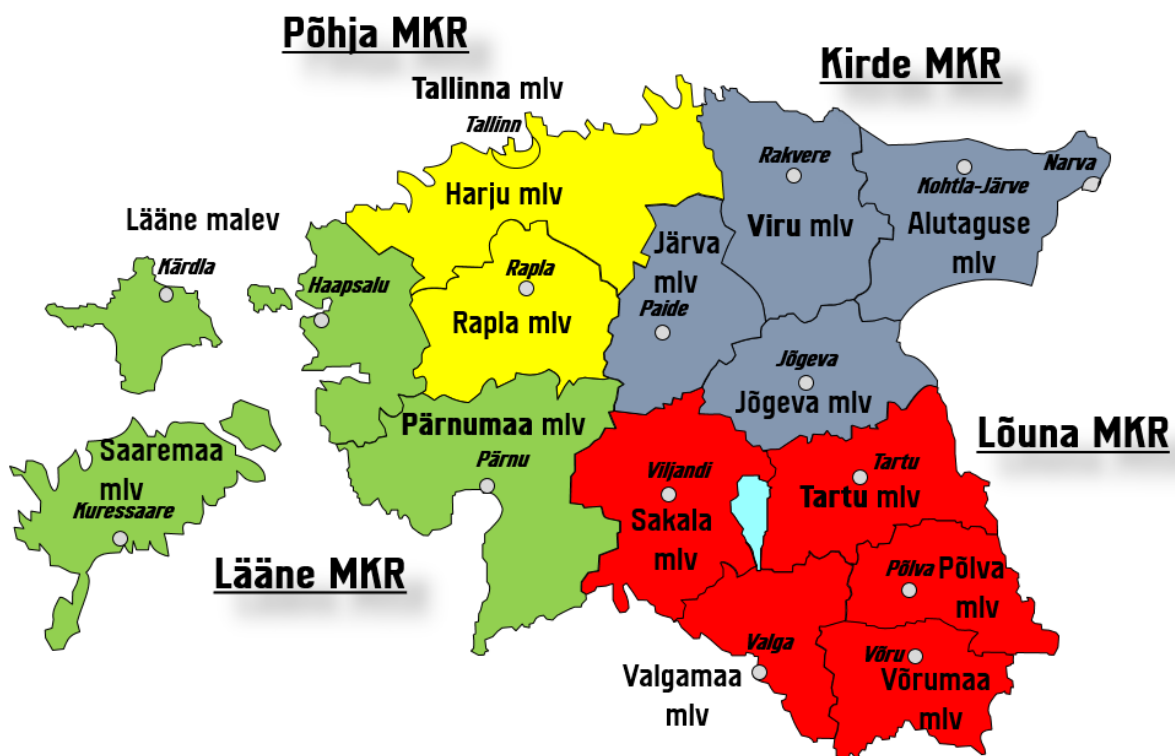 Põhja MKR
Kirde MKR
Tallinna mlv
Tallinn
Rakvere
Narva
Kohtla-Järve
Harju mlv
Viru mlv
Alutaguse
mlv
Lääne malev
Järva
mlv
Kärdla
Haapsalu
Rapla
Paide
Rapla mlv
Jõgeva
Jõgeva mlv
Pärnumaa mlv
Lõuna MKR
Saaremaa
mlv
Kuressaare
Pärnu
Viljandi
Sakala
mlv
Tartu
Tartu mlv
Lääne MKR
Põlva
Põlva
mlv
Valga
Valgamaa
mlv
Võru
Võrumaa
mlv